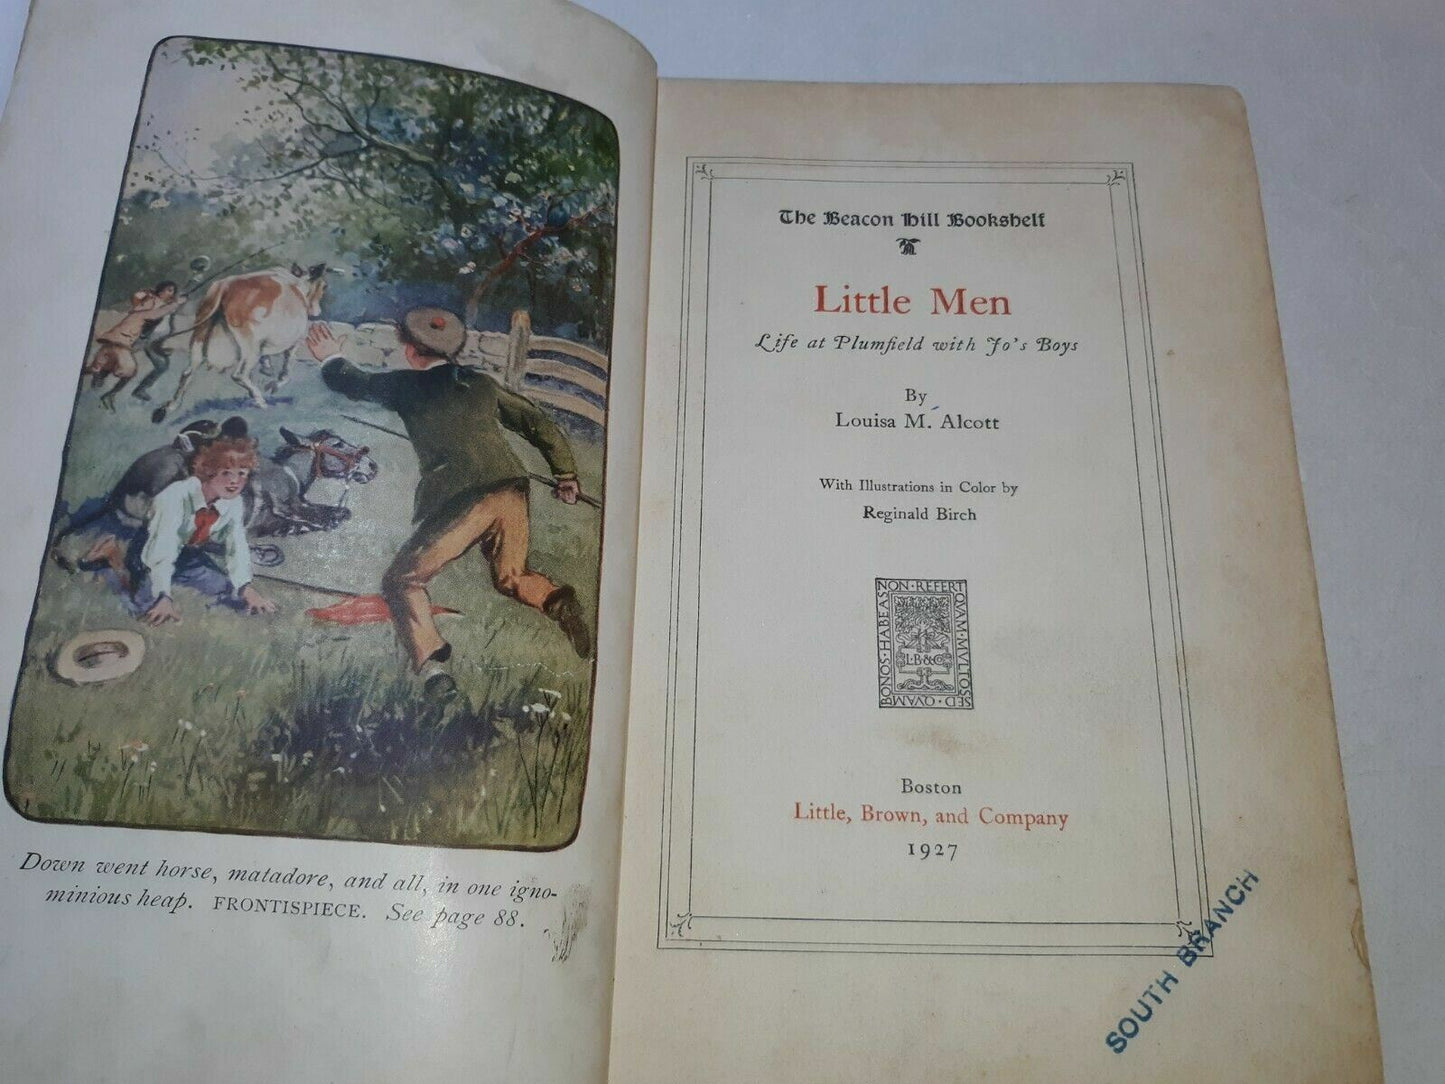 Down went horse, matadore, and all, in one igno-
minious heap. FRONTISPIECE. See page 88.
The Beacon Hill Bookshelf
Little Men
Life at Plumfield with Jo's Boys
By
Louisa M. Alcott
With Illustrations in Color by
Reginald Birch
NON·REFERT
QVAM·MVLTOS
SED·QVAM
BONOS·HABEAS
L·B&Co
Boston
Little, Brown, and Company
1927
SOUTH BRANCH